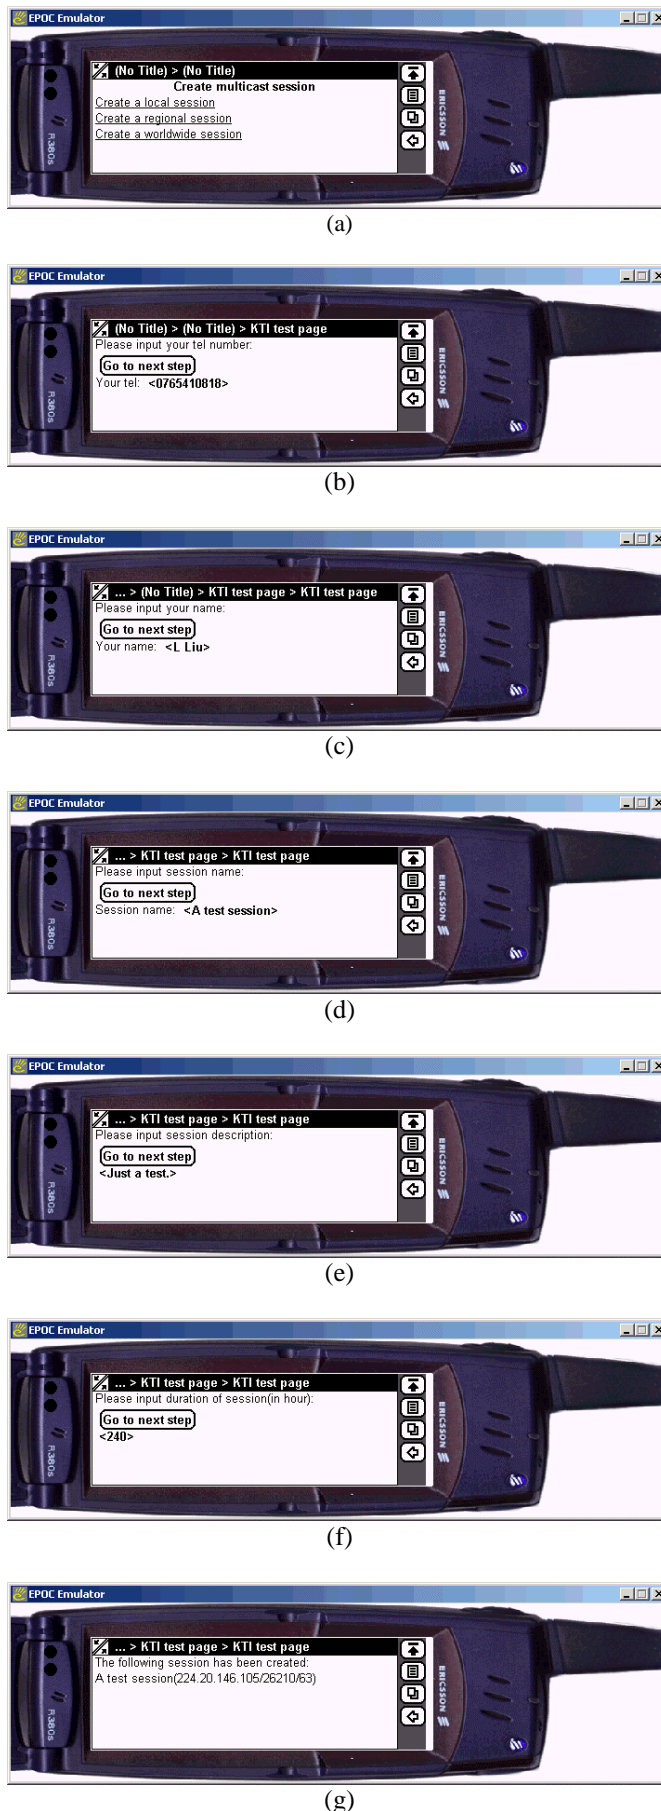 EPOC Emulator
(No Title) > (No Title)
Create multicast session
Create a local session
Create a regional session
Create a worldwide session
R380s
ERICSSON
(a)
EPOC Emulator
(No Title) > (No Title) > KTI test page
Please input your tel number:
Go to next step
Your tel: <0765410818>
R380s
ERICSSON
(b)
EPOC Emulator
... > (No Title) > KTI test page > KTI test page
Please input your name:
Go to next step
Your name: <L Liu>
R380s
ERICSSON
(c)
EPOC Emulator
... > KTI test page > KTI test page
Please input session name:
Go to next step
Session name: <A test session>
R380s
ERICSSON
(d)
EPOC Emulator
... > KTI test page > KTI test page
Please input session description:
Go to next step
<Just a test.>
R380s
ERICSSON
(e)
EPOC Emulator
... > KTI test page > KTI test page
Please input duration of session(in hour):
Go to next step
<240>
R380s
ERICSSON
(f)
EPOC Emulator
... > KTI test page > KTI test page
The following session has been created:
A test session(224.20.146.105/26210/63)
R380s
ERICSSON
(g)